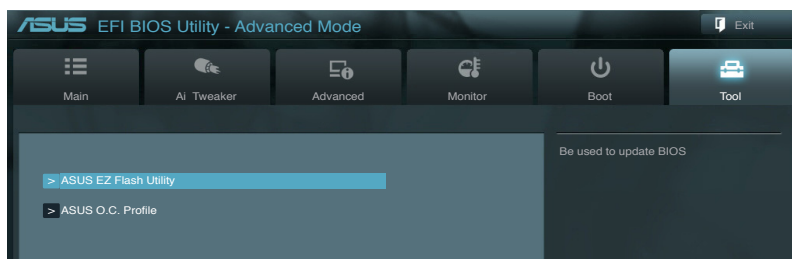 ASUS EFI BIOS Utility - Advanced Mode
Exit
Main
Ai Tweaker
Advanced
Monitor
Boot
Tool
Be used to update BIOS
> ASUS EZ Flash Utility
> ASUS O.C. Profile